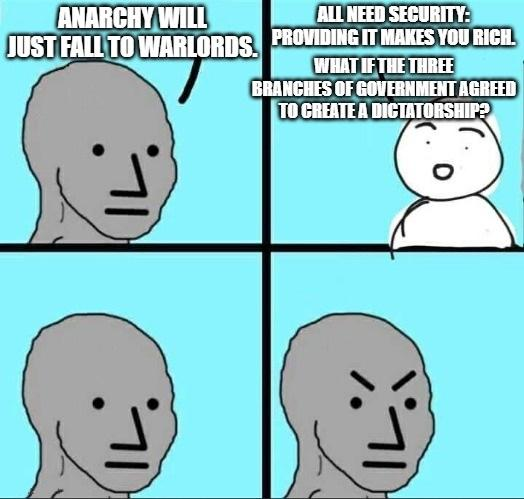 ANARCHY WILL
JUST FALL TO WARLORDS.
ALL NEED SECURITY:
PROVIDING IT MAKES YOU RICH.
WHAT IF THE THREE
BRANCHES OF GOVERNMENT AGREED
TO CREATE A DICTATORSHIP?